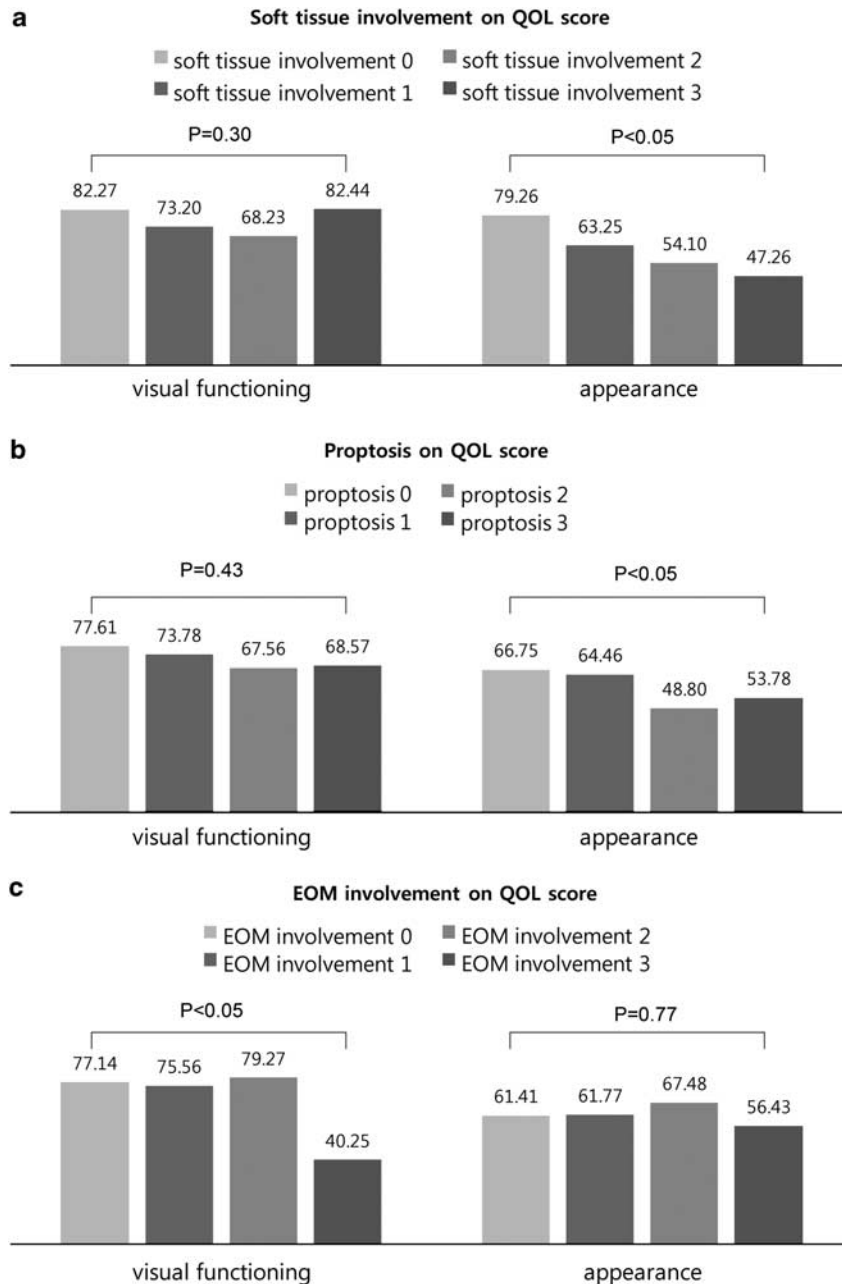 a
Soft tissue involvement on QOL score
soft tissue involvement 0 soft tissue involvement 2
soft tissue involvement 1 soft tissue involvement 3
P=0.30 P<0.05
82.27 73.20 68.23 82.44 79.26 63.25 54.10 47.26
visual functioning appearance
b
Proptosis on QOL score
proptosis 0 proptosis 2
proptosis 1 proptosis 3
P=0.43 P<0.05
77.61 73.78 67.56 68.57 66.75 64.46 48.80 53.78
visual functioning appearance
c
EOM involvement on QOL score
EOM involvement 0 EOM involvement 2
EOM involvement 1 EOM involvement 3
P<0.05 P=0.77
77.14 75.56 79.27 40.25 61.41 61.77 67.48 56.43
visual functioning appearance